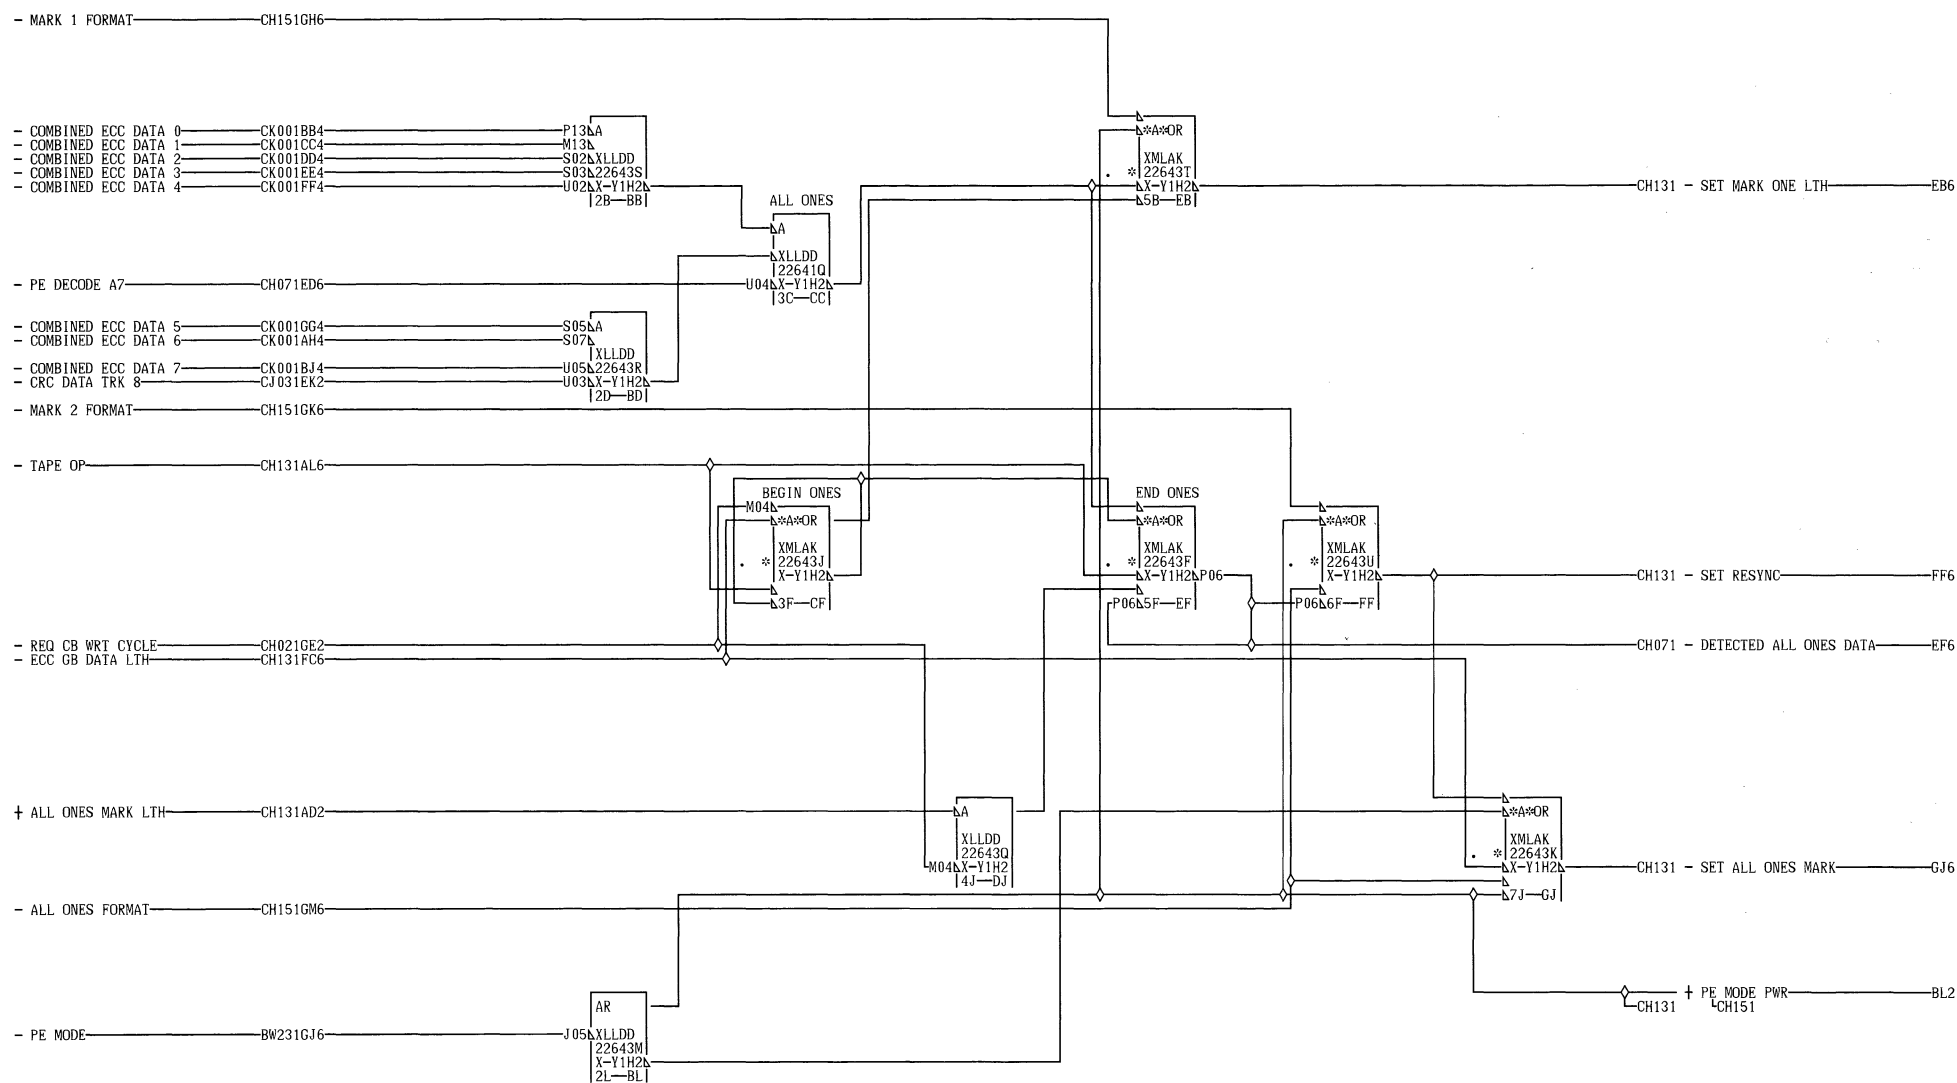 - MARK 1 FORMAT CH151GH6
- COMBINED ECC DATA 0 CK001BB4 P13 A *A*OR
- COMBINED ECC DATA 1 CK001CC4 M13
- COMBINED ECC DATA 2 CK001DD4 S02 XLLDD XMLAK
- COMBINED ECC DATA 3 CK001EE4 S03 22643S * 22643T
- COMBINED ECC DATA 4 CK001FF4 U02 X-Y1H2 X-Y1H2 CH131 - SET MARK ONE LTH EB6
2B-BB ALL ONES 5B-EB
A
XLLDD
22641Q
- PE DECODE A7 CH071ED6 U04 X-Y1H2
3C-CC
- COMBINED ECC DATA 5 CK001GG4 S05 A
- COMBINED ECC DATA 6 CK001AH4 S07
XLLDD
- COMBINED ECC DATA 7 CK001BJ4 U05 22643R
- CRC DATA TRK 8 CJ031EK2 U03 X-Y1H2
2D-BD
- MARK 2 FORMAT CH151GK6
- TAPE OP CH131AL6
BEGIN ONES END ONES
M04
*A*OR *A*OR *A*OR
XMLAK XMLAK XMLAK
* 22643J * 22643F * 22643U
X-Y1H2 X-Y1H2 P06 X-Y1H2 CH131 - SET RESYNC FF6
3F-CF P06 5F-EF P06 6F-FF
- REQ CB WRT CYCLE CH021GE2 CH071 - DETECTED ALL ONES DATA EF6
- ECC GB DATA LTH CH131FC6
+ ALL ONES MARK LTH CH131AD2 A *A*OR
XLLDD XMLAK
22643Q * 22643K
M04 X-Y1H2 X-Y1H2 CH131 - SET ALL ONES MARK GJ6
4J-DJ
7J-GJ
- ALL ONES FORMAT CH151GM6
+ PE MODE PWR BL2
AR CH131 CH151
- PE MODE BW231GJ6 J05 XLLDD
22643M
X-Y1H2
2L-BL